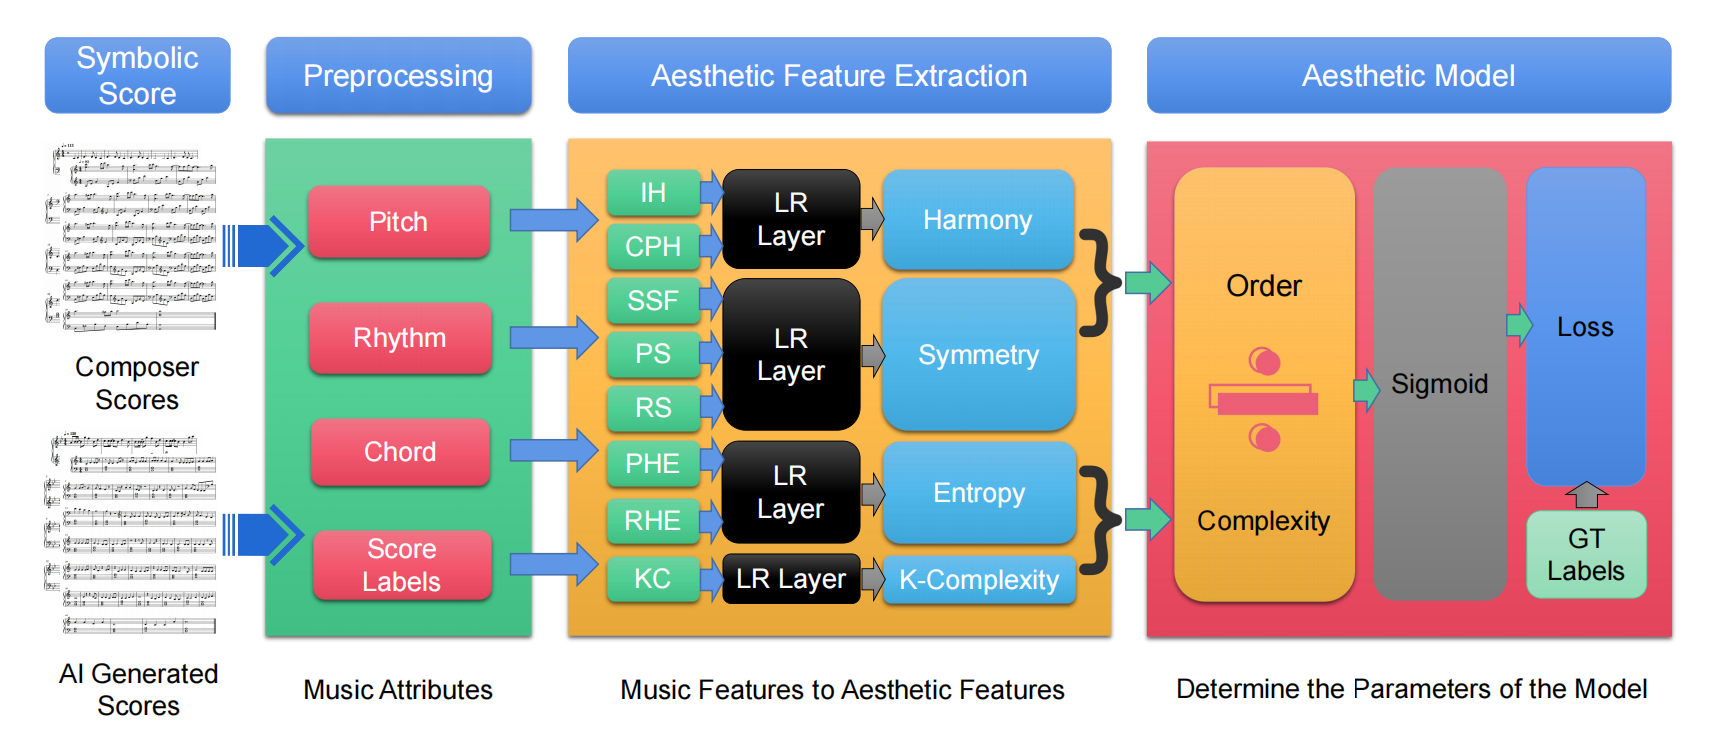 Symbolic
Score
Preprocessing
Aesthetic Feature Extraction
Aesthetic Model
Composer
Scores
AI Generated
Scores
Pitch
Rhythm
Chord
Score
Labels
Music Attributes
IH
CPH
SSF
PS
RS
PHE
RHE
KC
LR
Layer
LR
Layer
LR
Layer
LR Layer
Harmony
Symmetry
Entropy
K-Complexity
Music Features to Aesthetic Features
Order
Complexity
Sigmoid
Loss
GT
Labels
Determine the Parameters of the Model